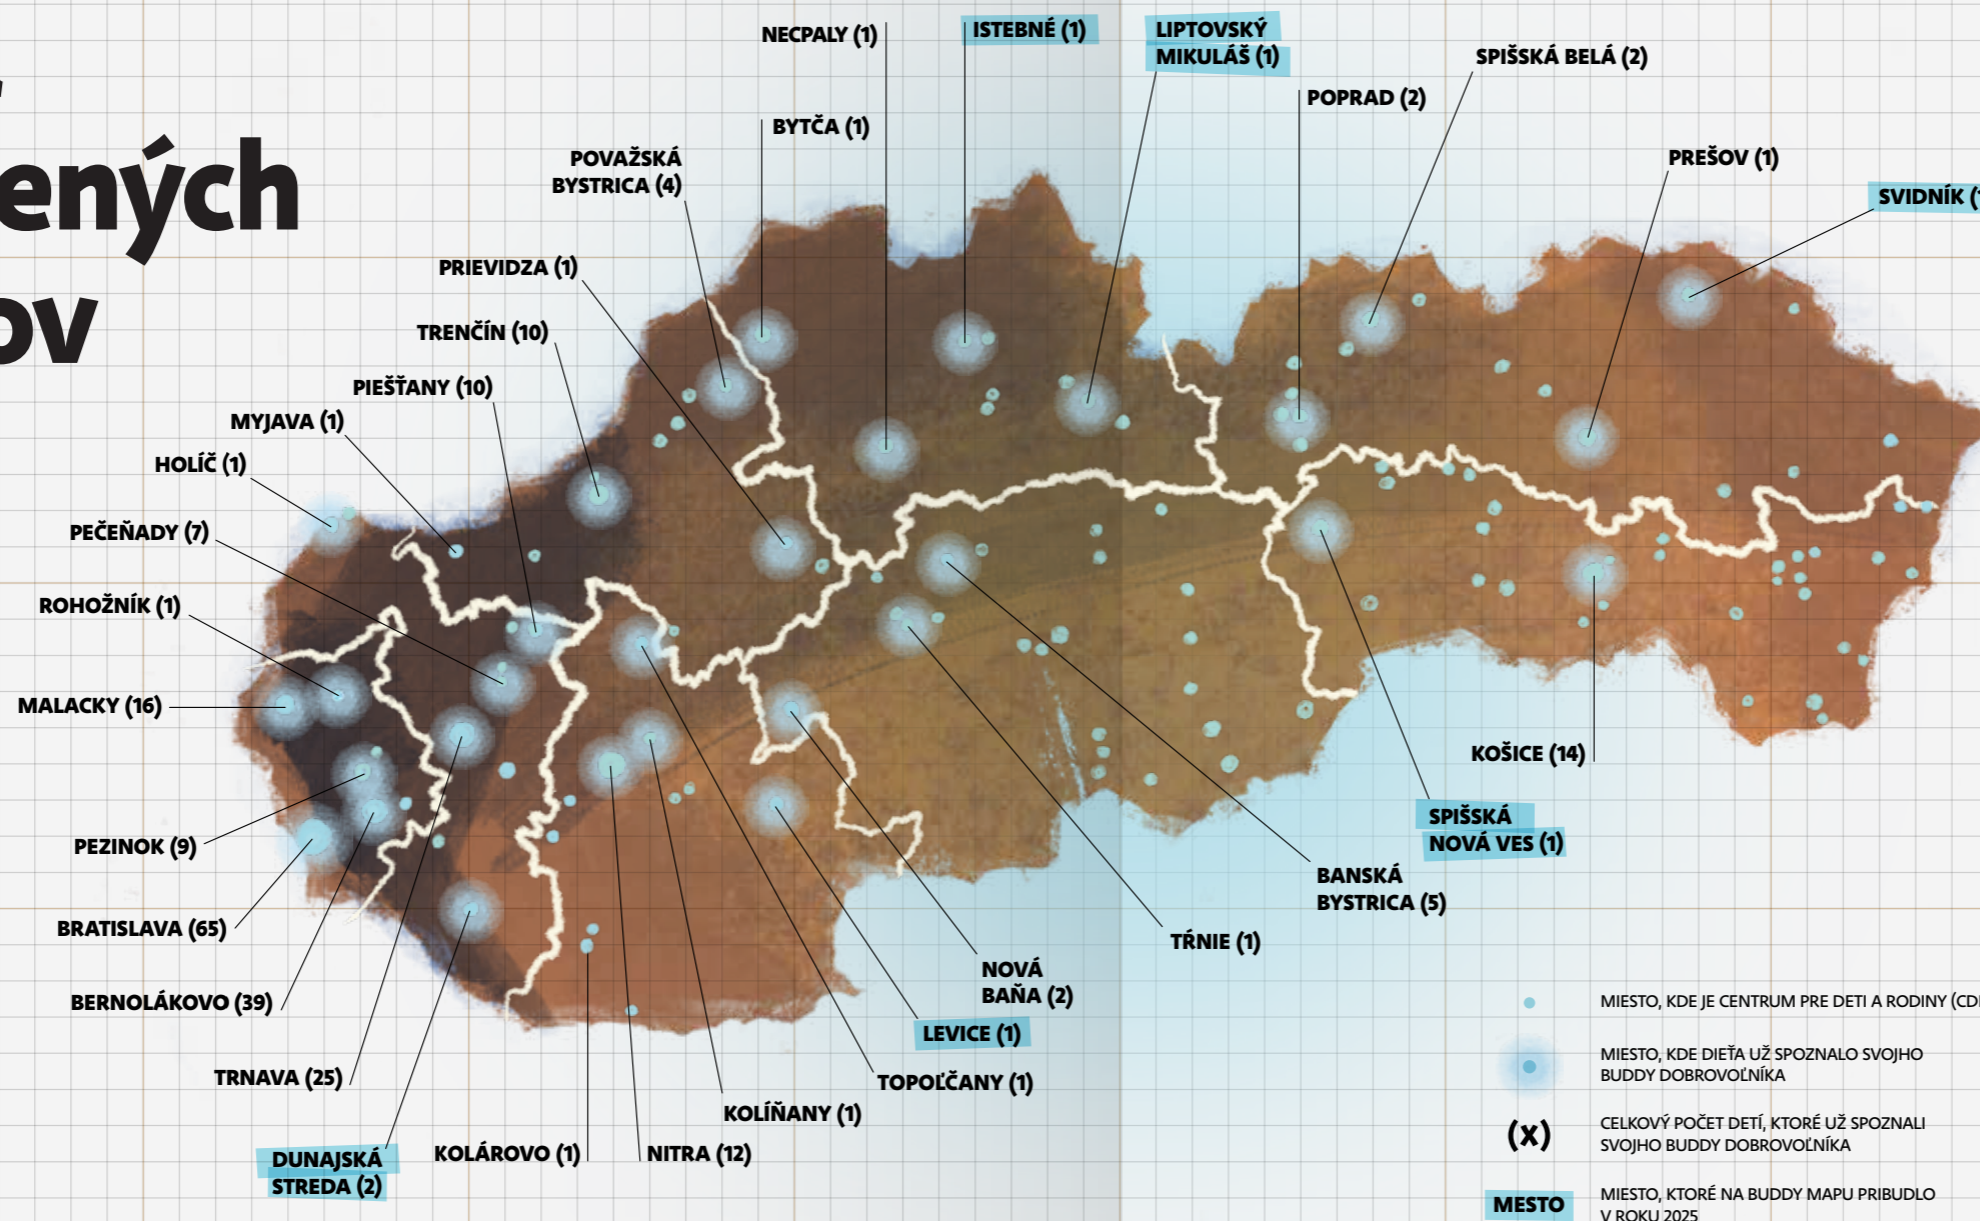 ených
ov
NECPALY (1)
ISTEBNÉ (1)
LIPTOVSKÝ
MIKULÁŠ (1)
SPIŠSKÁ BELÁ (2)
POPRAD (2)
BYTČA (1)
POVAŽSKÁ
BYSTRICA (4)
PREŠOV (1)
SVIDNÍK (1
PRIEVIDZA (1)
TRENČÍN (10)
PIEŠŤANY (10)
MYJAVA (1)
HOLÍČ (1)
PEČEŇADY (7)
ROHOŽNÍK (1)
MALACKY (16)
PEZINOK (9)
BRATISLAVA (65)
BERNOLÁKOVO (39)
TRNAVA (25)
DUNAJSKÁ
STREDA (2)
KOLÁROVO (1)
NITRA (12)
KOLÍŇANY (1)
TOPOĽČANY (1)
LEVICE (1)
NOVÁ
BAŇA (2)
TŔNIE (1)
BANSKÁ
BYSTRICA (5)
SPIŠSKÁ
NOVÁ VES (1)
KOŠICE (14)
MIESTO, KDE JE CENTRUM PRE DETI A RODINY (CD
MIESTO, KDE DIEŤA UŽ SPOZNALO SVOJHO
BUDDY DOBROVOĽNÍKA
(x)
CELKOVÝ POČET DETÍ, KTORÉ UŽ SPOZNALI
SVOJHO BUDDY DOBROVOĽNÍKA
MESTO
MIESTO, KTORÉ NA BUDDY MAPU PRIBUDLO
V ROKU 2025